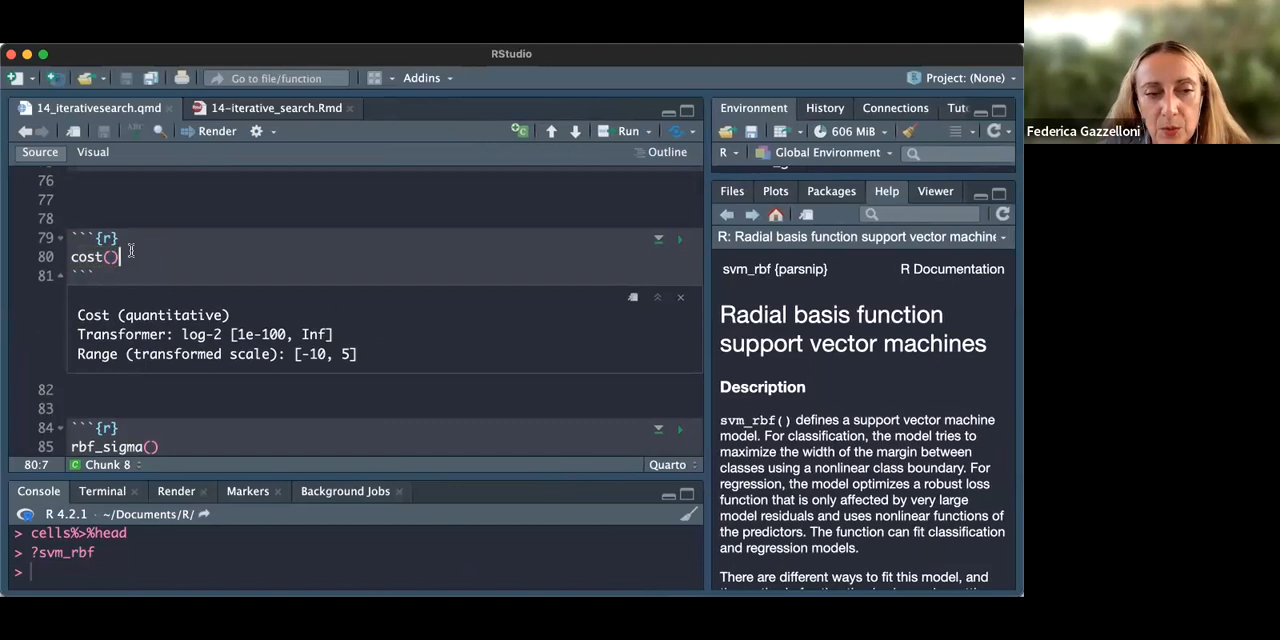 RStudio
Go to file/function
Addins
Project: (None)
14_iterativesearch.qmd
14-iterative_search.Rmd
Render
Run
Source
Visual
Outline
76
77
78
79
```{r}
80
cost()
81
```
Cost (quantitative)
Transformer: log-2 [1e-100, Inf]
Range (transformed scale): [-10, 5]
82
83
84
```{r}
85
rbf_sigma()
80:7
Chunk 8
Quarto
Console
Terminal
Render
Markers
Background Jobs
R 4.2.1 · ~/Documents/R/
> cells%>%head
> ?svm_rbf
>
Environment
History
Connections
Tut
606 MiB
R
Global Environment
Files
Plots
Packages
Help
Viewer
R: Radial basis function support vector machine
svm_rbf {parsnip}
R Documentation
Radial basis function
support vector machines
Description
svm_rbf() defines a support vector machine
model. For classification, the model tries to
maximize the width of the margin between
classes using a nonlinear class boundary. For
regression, the model optimizes a robust loss
function that is only affected by very large
model residuals and uses nonlinear functions of
the predictors. The function can fit classification
and regression models.
There are different ways to fit this model, and
Federica Gazzelloni